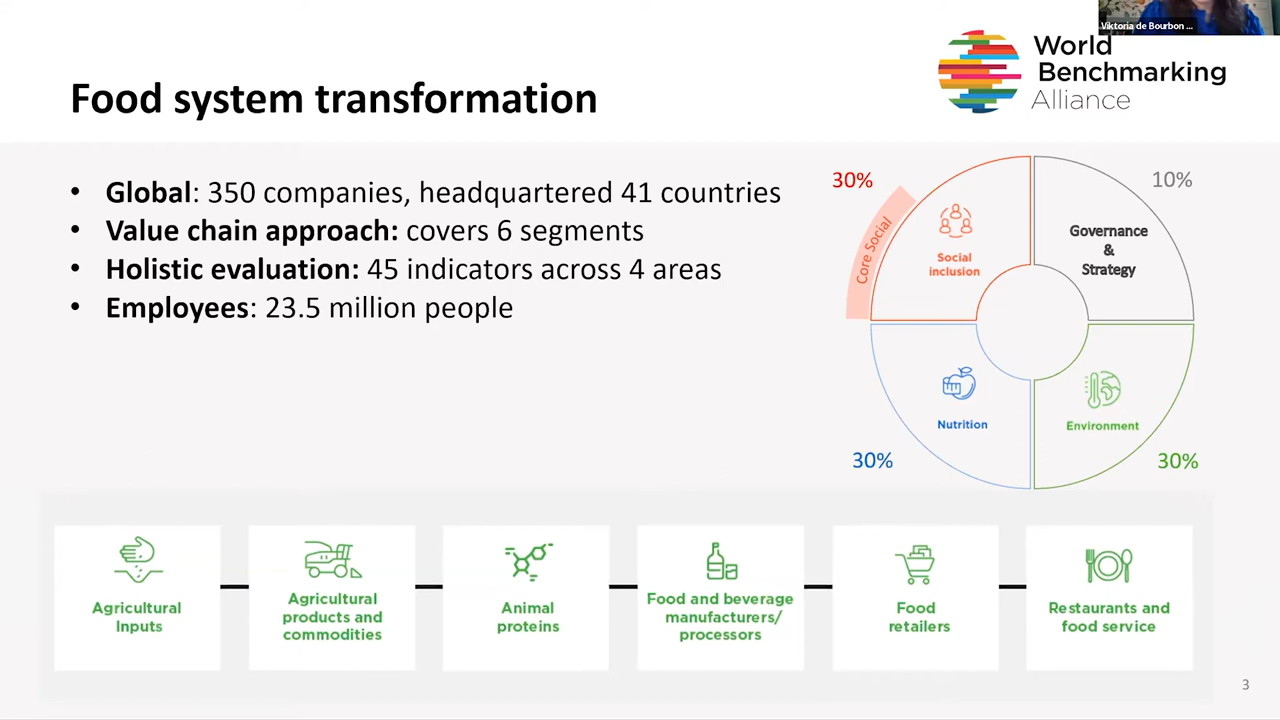 Viktoria de Bourbon ...
World
Benchmarking
Alliance
Food system transformation
• Global: 350 companies, headquartered 41 countries
• Value chain approach: covers 6 segments
• Holistic evaluation: 45 indicators across 4 areas
• Employees: 23.5 million people
30%
10%
Core Social
Social
inclusion
Governance
&
Strategy
Nutrition
Environment
30%
30%
Agricultural
Inputs
Agricultural
products and
commodities
Animal
proteins
Food and beverage
manufacturers/
processors
Food
retailers
Restaurants and
food service
3